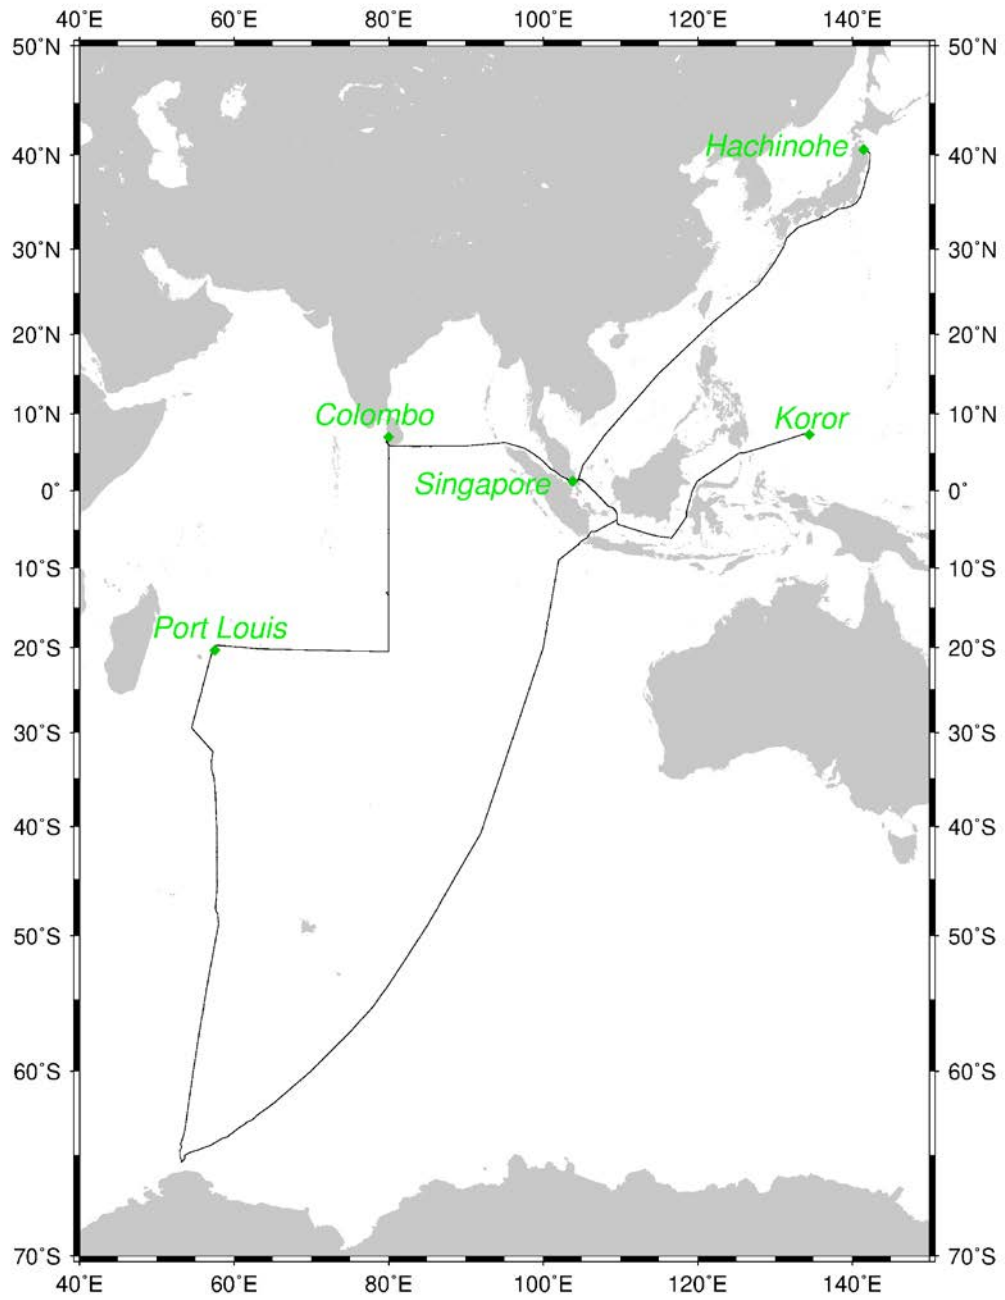 40˚E 60˚E 80˚E 100˚E 120˚E 140˚E
50˚N 50˚N
Hachinohe
40˚N 40˚N
30˚N 30˚N
20˚N 20˚N
10˚N 10˚N
Colombo Koror
Singapore
0˚ 0˚
10˚S 10˚S
Port Louis
20˚S 20˚S
30˚S 30˚S
40˚S 40˚S
50˚S 50˚S
60˚S 60˚S
70˚S 70˚S
40˚E 60˚E 80˚E 100˚E 120˚E 140˚E